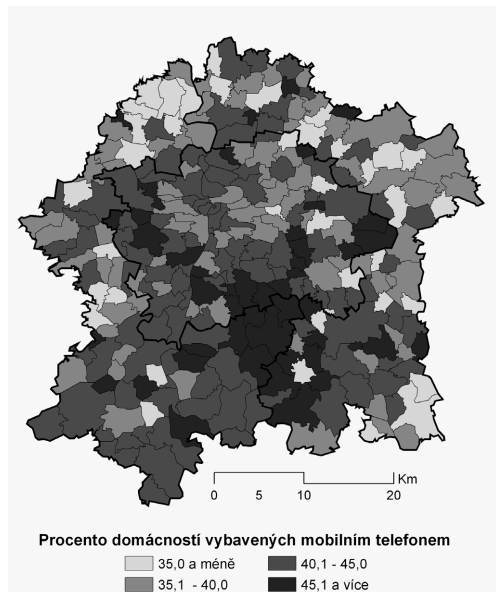 Km
0 5 10 20
Procento domácností vybavených mobilním telefonem
35,0 a méně 40,1 - 45,0
35,1 - 40,0 45,1 a více